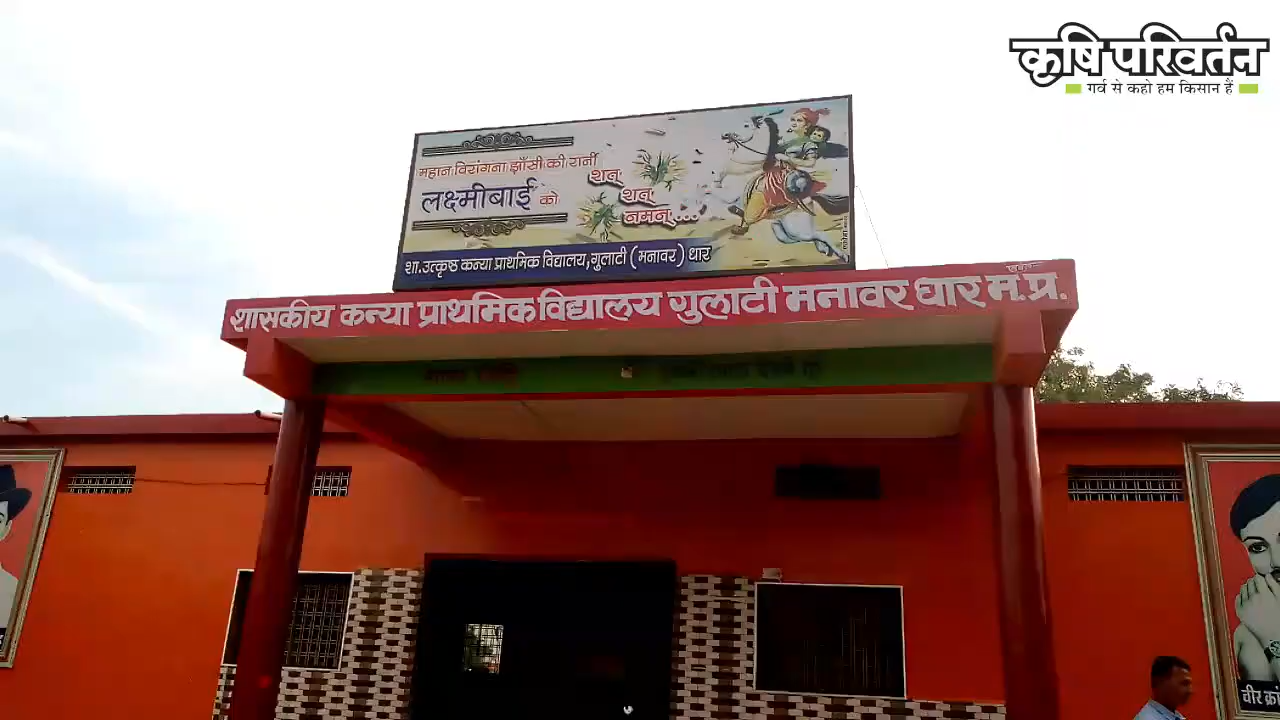 कृषि परिवर्तन
गर्व से कहो हम किसान हैं
महान विरांगना झाँसी की रानी
लक्ष्मीबाई को
शत्
शत्
नमन्...
शा. उत्कृष्ठ कन्या प्राथमिक विद्यालय, गुलाटी (मनावर) धार
शासकीय कन्या प्राथमिक विद्यालय गुलाटी मनावर धार म.प्र.
वीर